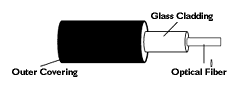 Glass Cladding
Outer Covering
Optical Fiber